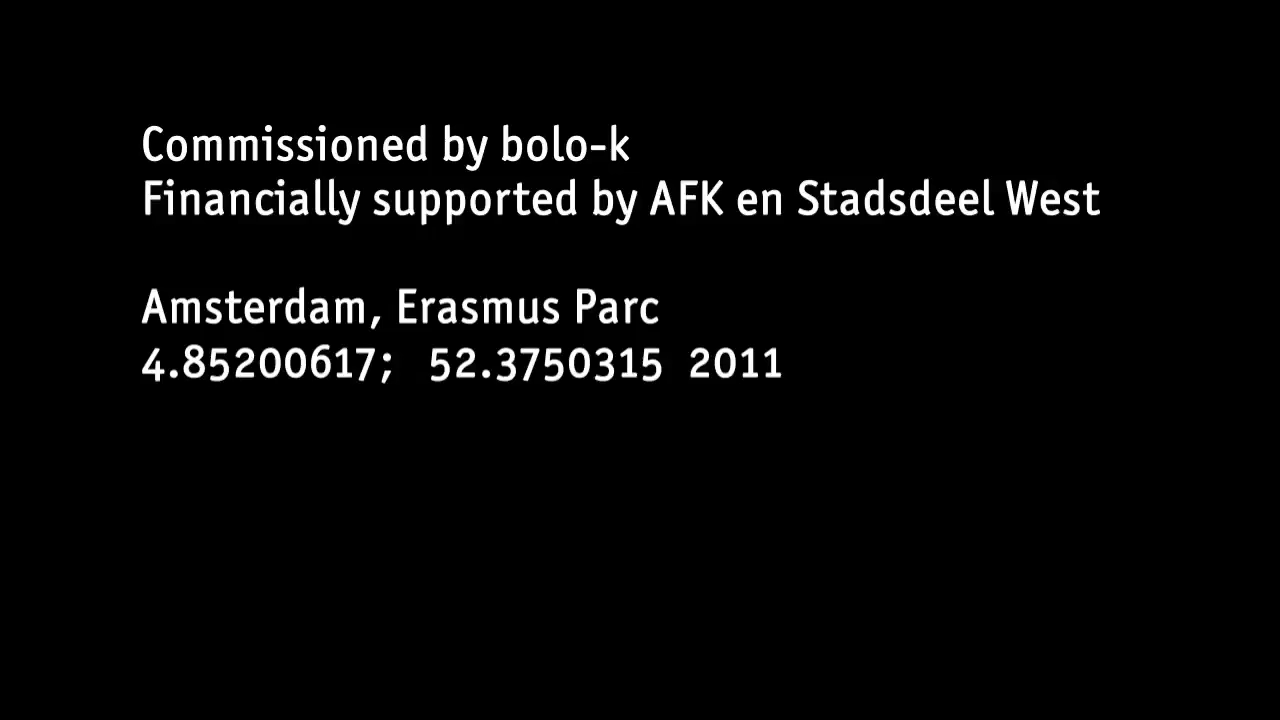 Commissioned by bolo-k
Financially supported by AFK en Stadsdeel West
Amsterdam, Erasmus Parc
4.85200617; 52.3750315 2011